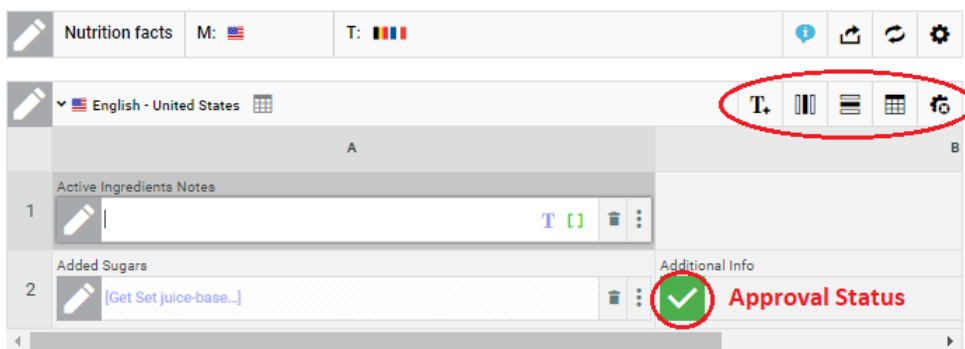 Nutrition facts M: T:
English - United States T+
A B
Active Ingredients Notes
1 T []
Added Sugars Additional Info
2 [Get Set juice-base...] Approval Status